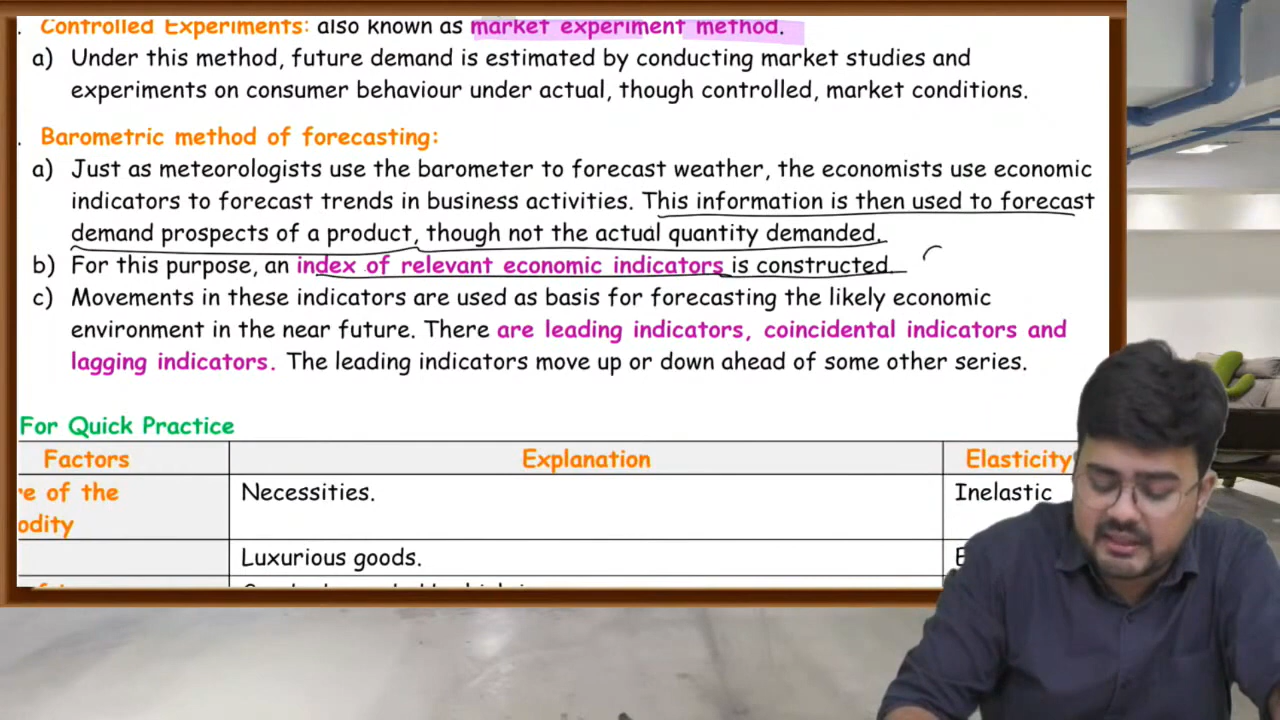 . Controlled Experiments: also known as market experiment method.
a) Under this method, future demand is estimated by conducting market studies and
experiments on consumer behaviour under actual, though controlled, market conditions.
. Barometric method of forecasting:
a) Just as meteorologists use the barometer to forecast weather, the economists use economic
indicators to forecast trends in business activities. This information is then used to forecast
demand prospects of a product, though not the actual quantity demanded.
b) For this purpose, an index of relevant economic indicators is constructed.
c) Movements in these indicators are used as basis for forecasting the likely economic
environment in the near future. There are leading indicators, coincidental indicators and
lagging indicators. The leading indicators move up or down ahead of some other series.
For Quick Practice
Factors Explanation Elasticity
of the Necessities. Inelastic
Luxurious goods.